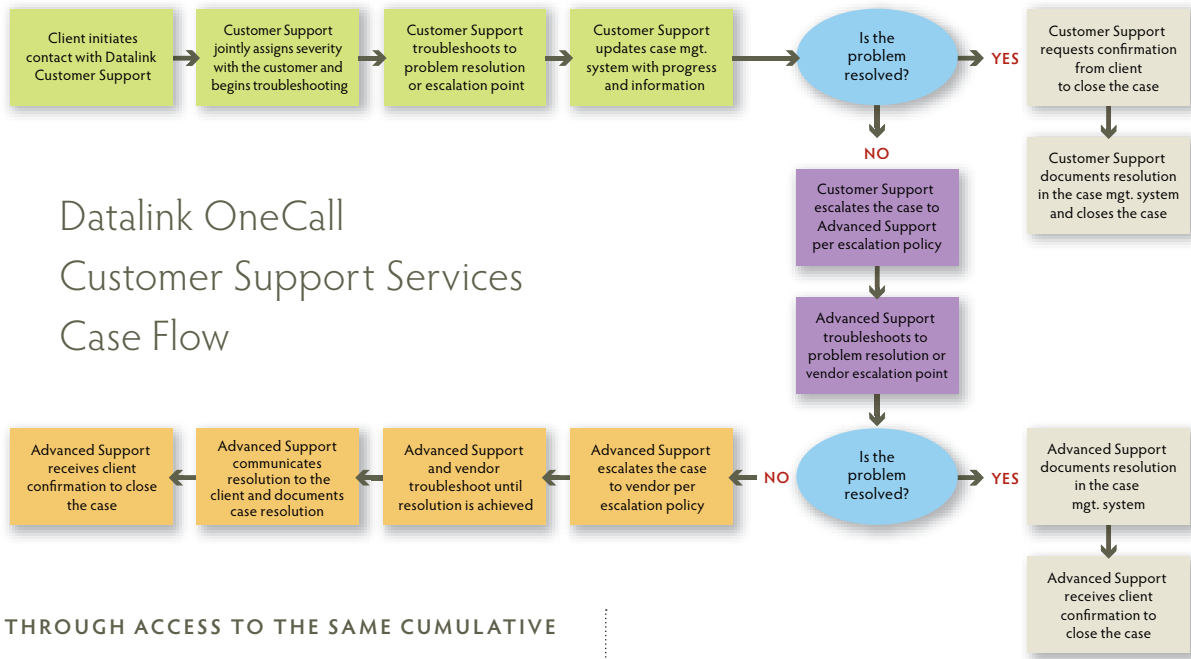 Client initiates
contact with Datalink
Customer Support
Customer Support
jointly assigns severity
with the customer and
begins troubleshooting
Customer Support
troubleshoots to
problem resolution
or escalation point
Customer Support
updates case mgt.
system with progress
and information
Is the
problem
resolved?
YES
Customer Support
requests confirmation
from client
to close the case
Customer Support
documents resolution
in the case mgt. system
and closes the case
NO
Customer Support
escalates the case to
Advanced Support
per escalation policy
Datalink OneCall
Customer Support Services
Case Flow
Advanced Support
troubleshoots to
problem resolution or
vendor escalation point
Is the
problem
resolved?
YES
Advanced Support
documents resolution
in the case
mgt. system
Advanced Support
receives client
confirmation to
close the case
NO
Advanced Support
escalates the case
to vendor per
escalation policy
Advanced Support
and vendor
troubleshoot until
resolution is achieved
Advanced Support
communicates
resolution to the
client and documents
case resolution
Advanced Support
receives client
confirmation to close
the case
THROUGH ACCESS TO THE SAME CUMULATIVE